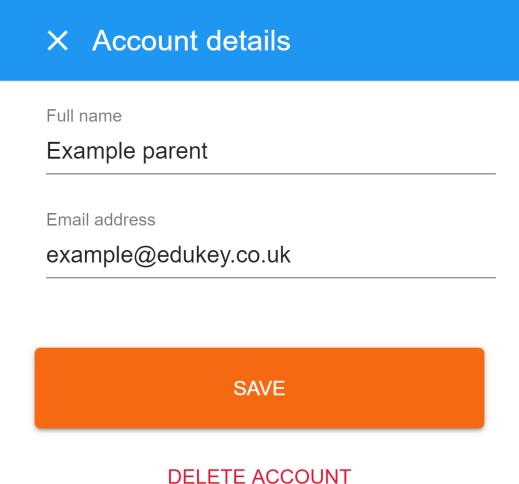 Account details
Full name
Example parent
Email address
example@edukey.co.uk
SAVE
DELETE ACCOUNT